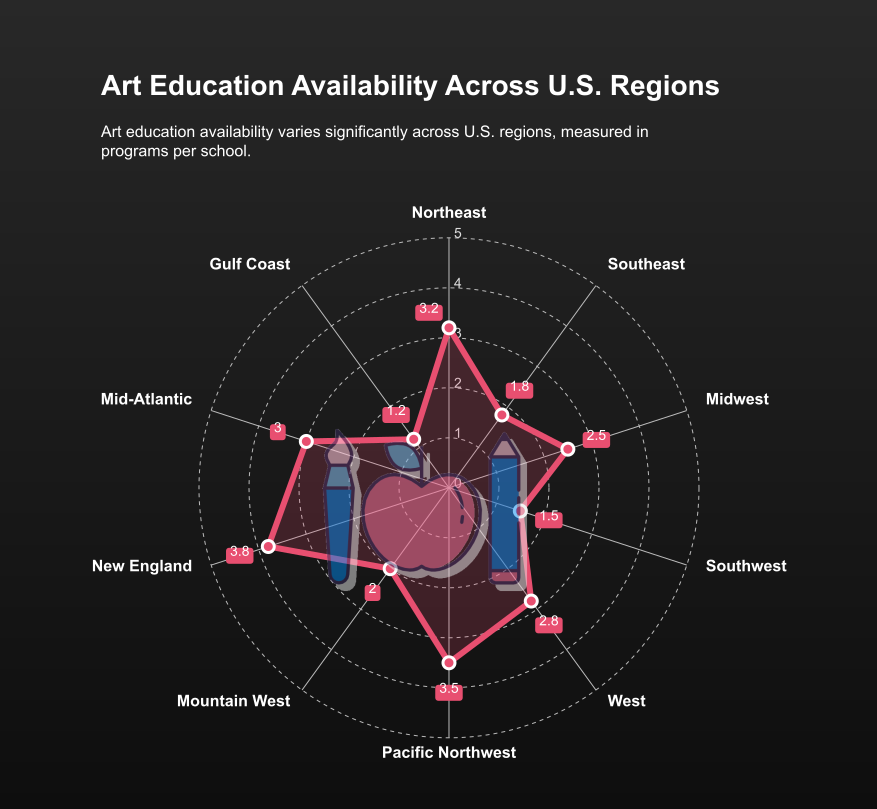 Art Education Availability Across U.S. Regions
Art education availability varies significantly across U.S. regions, measured in
programs per school.
Northeast
5
Gulf Coast
Southeast
4
3.2
3
2
1.8
Mid-Atlantic
Midwest
1.2
3
1
2.5
0
1.5
3.8
New England
Southwest
2
2.8
3.5
Mountain West
West
Pacific Northwest